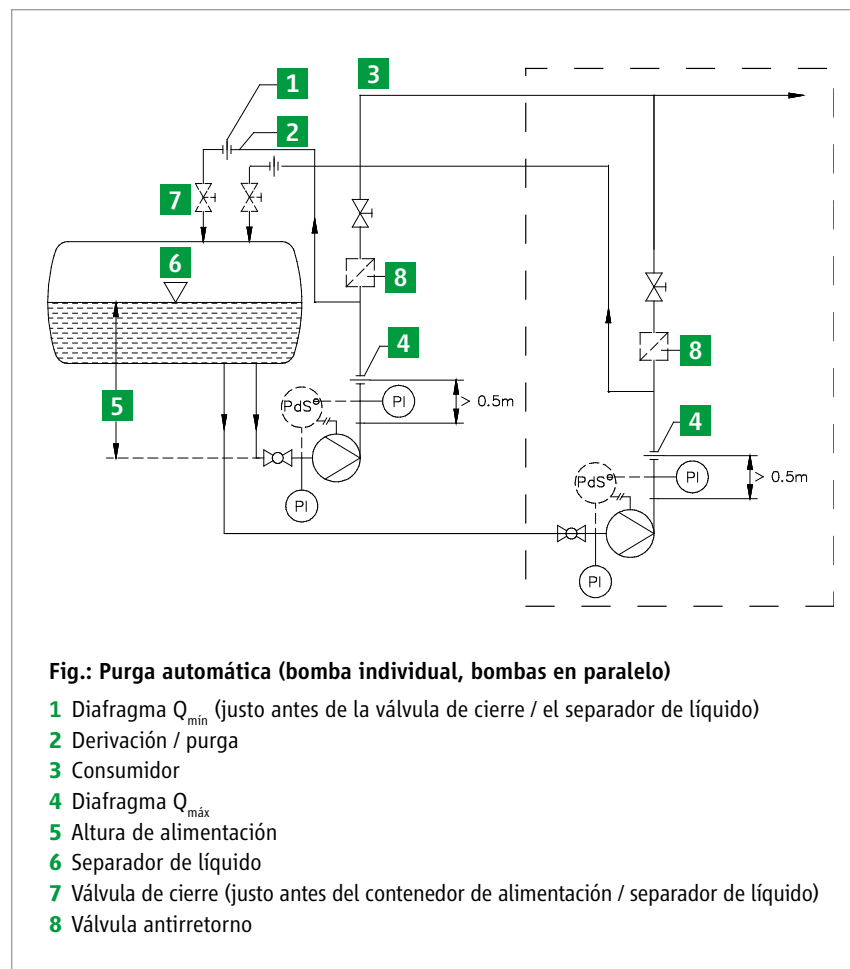 1
3
2
7
6
8
4
8
5
PdS
PI
> 0.5m
4
PI
PdS
PI
> 0.5m
PI
Fig.: Purga automática (bomba individual, bombas en paralelo)
1 Diafragma Qmín (justo antes de la válvula de cierre / el separador de líquido)
2 Derivación / purga
3 Consumidor
4 Diafragma Qmáx
5 Altura de alimentación
6 Separador de líquido
7 Válvula de cierre (justo antes del contenedor de alimentación / separador de líquido)
8 Válvula antirretorno